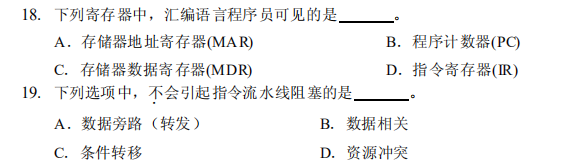 18. 下列寄存器中，汇编语言程序员可见的是______。
A．存储器地址寄存器(MAR) B．程序计数器(PC)
C．存储器数据寄存器(MDR) D．指令寄存器(IR)
19. 下列选项中，不会引起指令流水线阻塞的是______。
A．数据旁路（转发） B．数据相关
C．条件转移 D．资源冲突